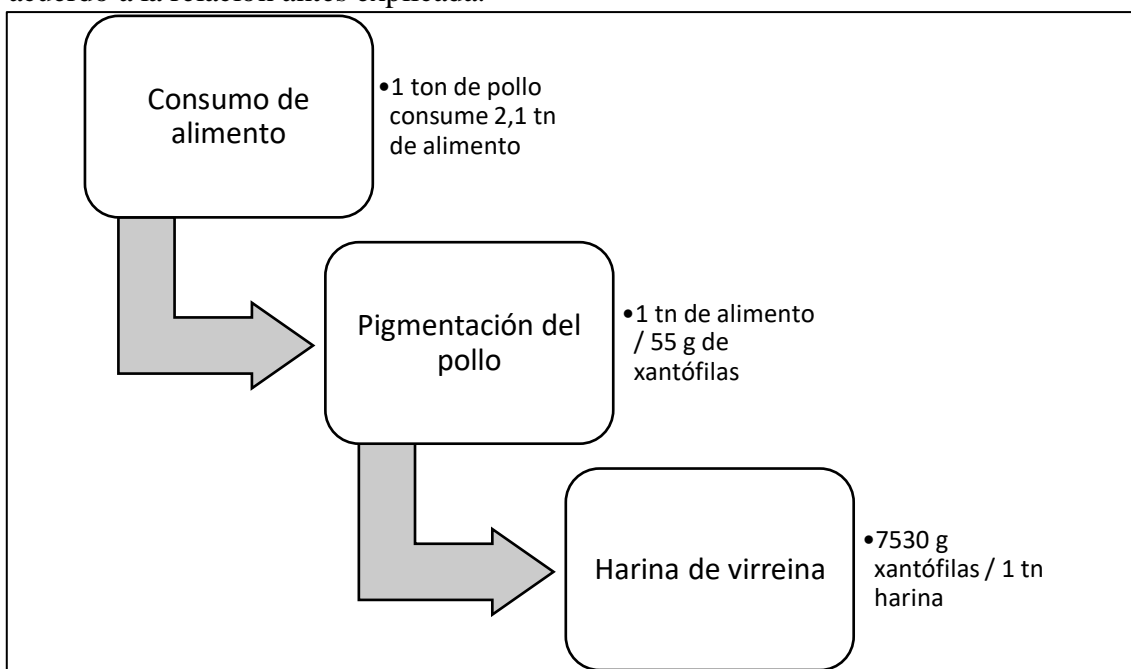 acuerdo a la relación antes explicada.
Consumo de
alimento
•1 ton de pollo
consume 2,1 tn
de alimento
Pigmentación del
pollo
•1 tn de alimento
/ 55 g de
xantófilas
Harina de virreina
•7530 g
xantófilas / 1 tn
harina